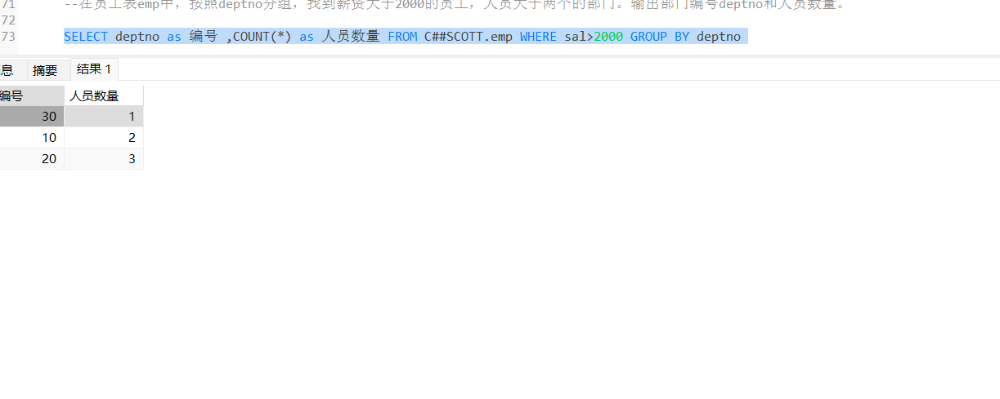 71 --在员工表emp中，按照deptno分组，找到薪资大于2000的员工，人员大于两个的部门。输出部门编号deptno和人员数量。
72
73 SELECT deptno as 编号 ,COUNT(*) as 人员数量 FROM C##SCOTT.emp WHERE sal>2000 GROUP BY deptno
息 摘要 结果 1
编号 人员数量
30 1
10 2
20 3